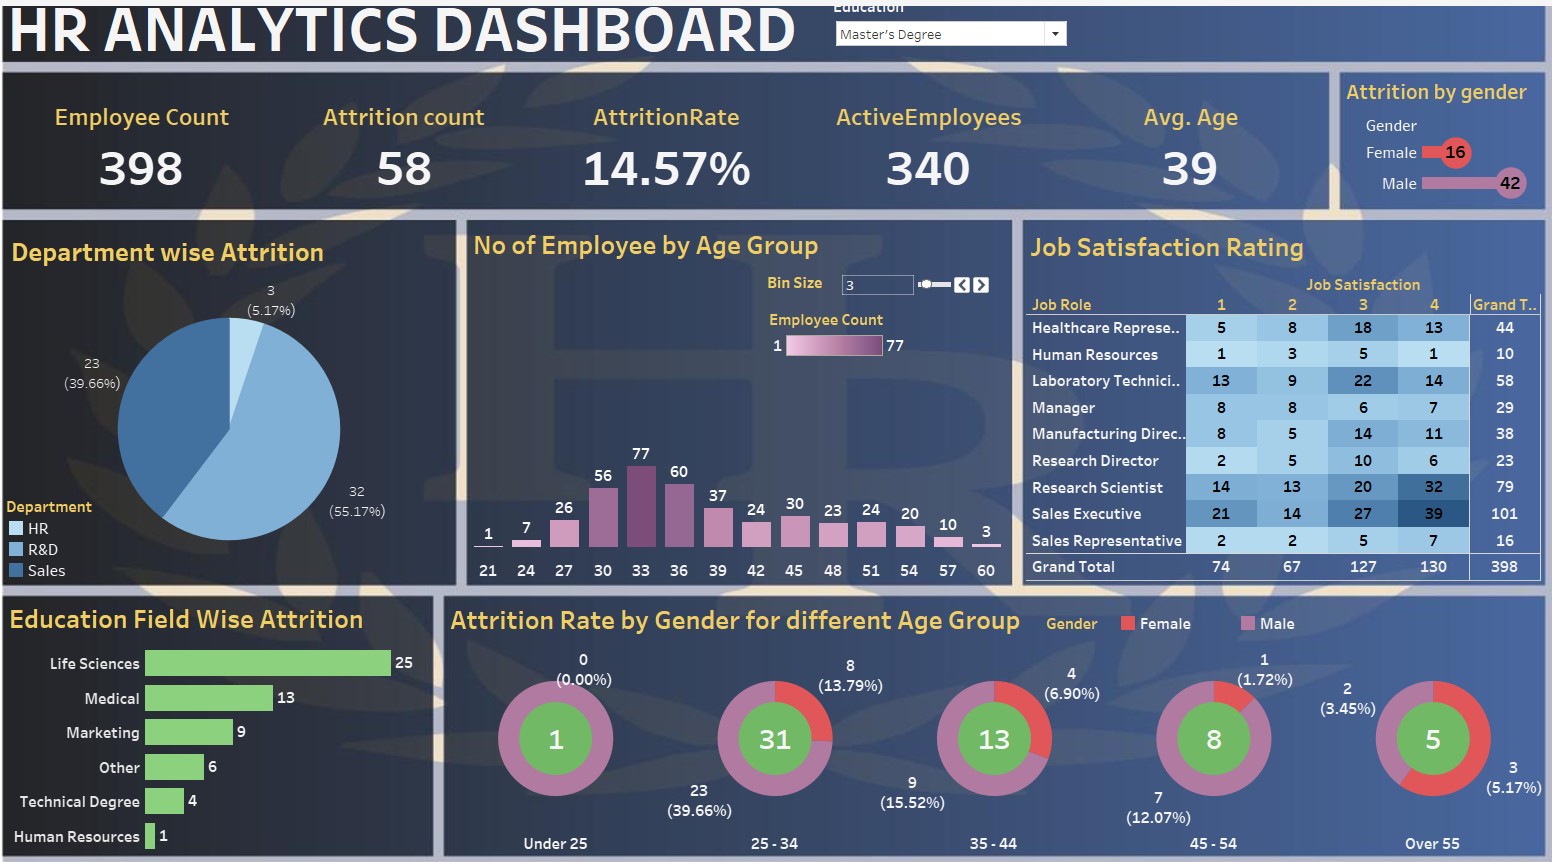 Education
HR ANALYTICS DASHBOARD
Master's Degree
Employee Count
398
Attrition count
58
AttritionRate
14.57%
ActiveEmployees
340
Avg. Age
39
Attrition by gender
Gender
Female 16
Male 42
Department wise Attrition
3
(5.17%)
23
(39.66%)
32
(55.17%)
Department
HR
R&D
Sales
No of Employee by Age Group
Bin Size 3
Employee Count
1 77
1 7 26 56 77 60 37 24 30 23 24 20 10 3
21 24 27 30 33 36 39 42 45 48 51 54 57 60
Job Satisfaction Rating
Job Satisfaction
Job Role 1 2 3 4 Grand T..
Healthcare Represe.. 5 8 18 13 44
Human Resources 1 3 5 1 10
Laboratory Technici.. 13 9 22 14 58
Manager 8 8 6 7 29
Manufacturing Direc.. 8 5 14 11 38
Research Director 2 5 10 6 23
Research Scientist 14 13 20 32 79
Sales Executive 21 14 27 39 101
Sales Representative 2 2 5 7 16
Grand Total 74 67 127 130 398
Education Field Wise Attrition
Life Sciences 25
Medical 13
Marketing 9
Other 6
Technical Degree 4
Human Resources 1
Attrition Rate by Gender for different Age Group
Gender Female Male
0
(0.00%)
1
Under 25
8
(13.79%)
31
23
(39.66%)
25 - 34
4
(6.90%)
13
9
(15.52%)
35 - 44
1
(1.72%)
8
7
(12.07%)
45 - 54
2
(3.45%)
5
3
(5.17%)
Over 55
HR